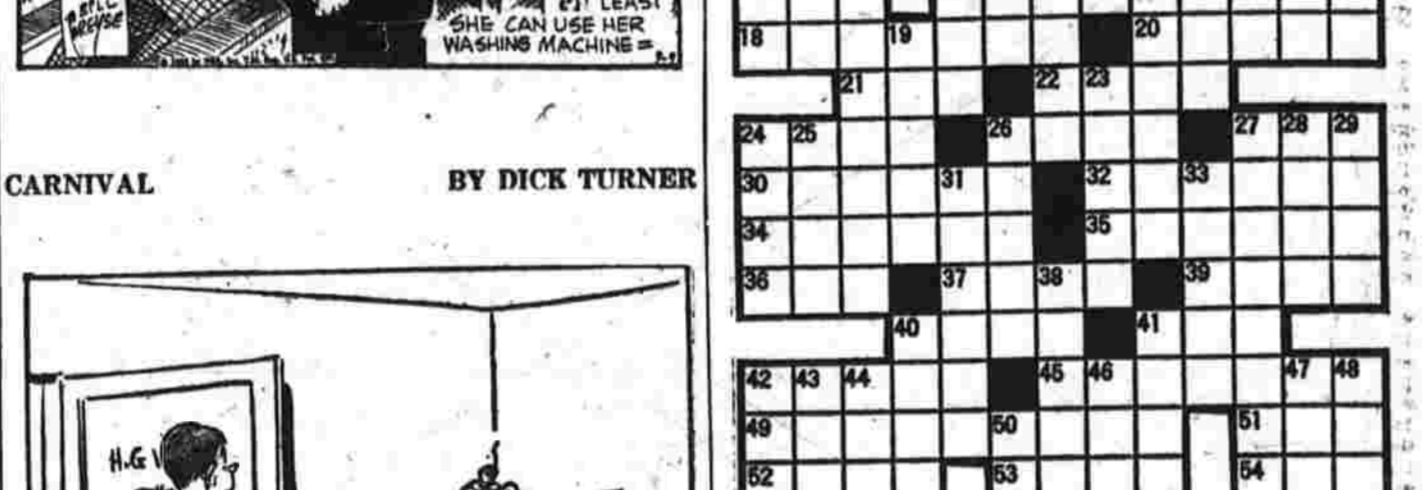 BILL
LEAST
SHE CAN USE HER
WASHING MACHINE =
CARNIVAL
BY DICK TURNER
H.G
18 19 20
21 22 23
24 25 26 27 28 29
30 31 32 33
34 35
36 37 38 39
40 41
42 43 44 45 46 47 48
49 50 51
52 53 54